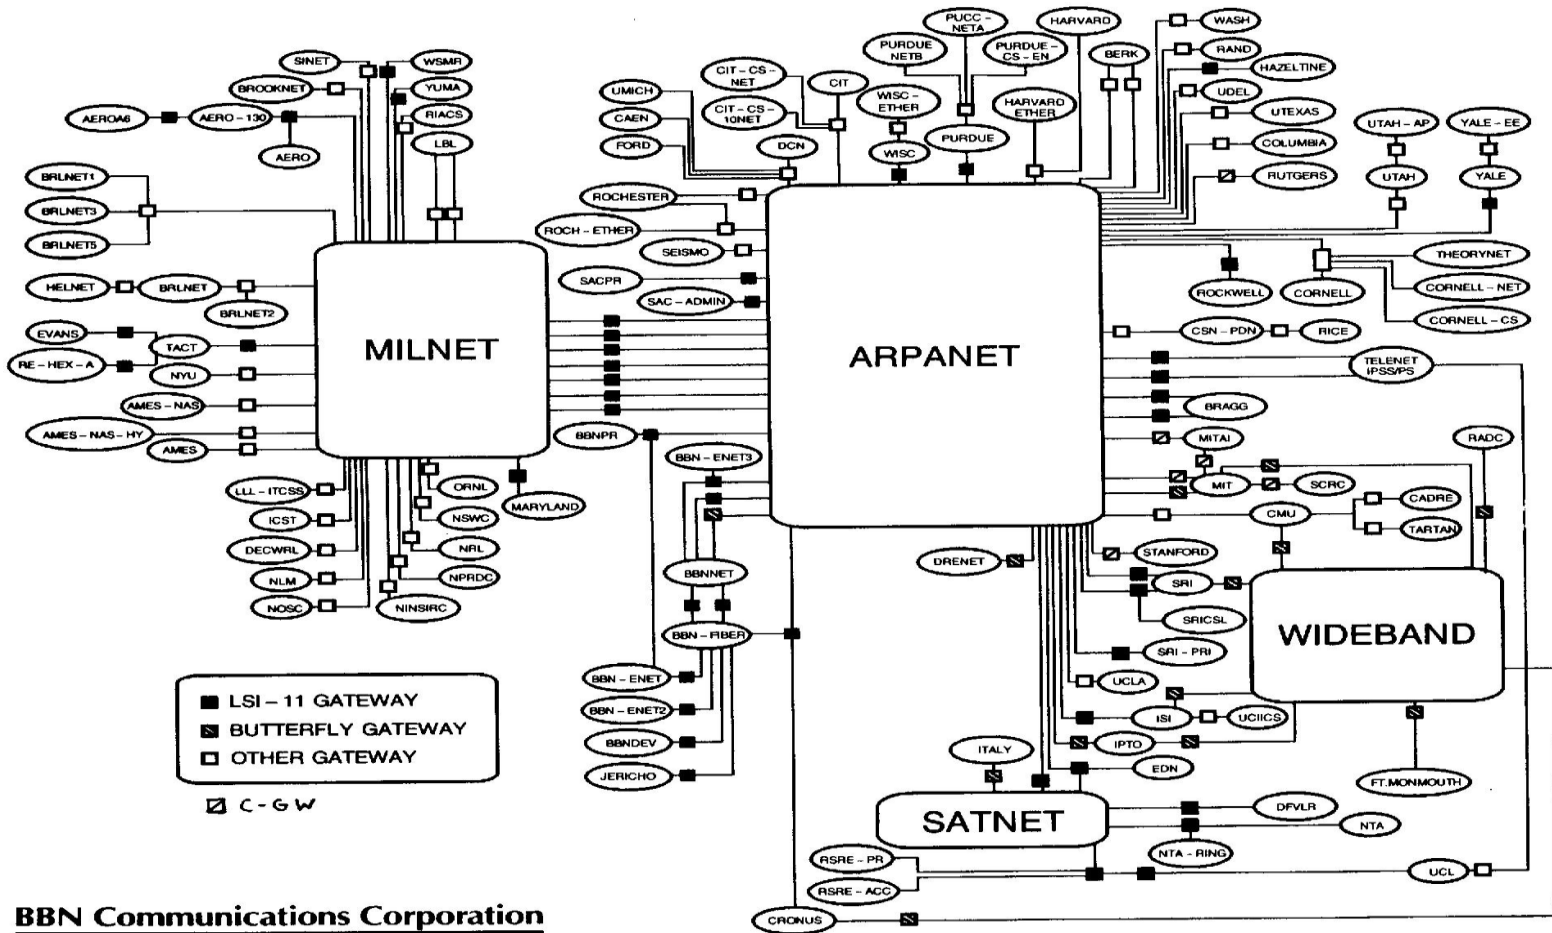 SINET
WSMR
BROOKNET
YUMA
AEROA6
AERO - 130
RIACS
AERO
LBL
BRLNET1
BRLNET3
BRLNET5
HELNET
BRLNET
BRLNET2
EVANS
TACT
RE - HEX - A
NYU
AMES - NAS
AMES - NAS - HY
AMES
MILNET
LLL - ITCSS
ICST
DECWRL
NLM
NOSC
ORNL
NSWC
NRL
NPRDC
NINSIRC
MARYLAND
UMICH
CAEN
FORD
DCN
CIT - CS -
NET
CIT - CS -
10NET
CIT
WISC -
ETHER
WISC
PURDUE
NETB
PUCC -
NETA
PURDUE -
CS - EN
PURDUE
HARVARD
HARVARD
ETHER
BERK
WASH
RAND
HAZELTINE
UDEL
UTEXAS
COLUMBIA
RUTGERS
UTAH - AP
UTAH
YALE - EE
YALE
ROCHESTER
ROCH - ETHER
SEISMO
SACPR
SAC - ADMIN
ARPANET
ROCKWELL
CORNELL
THEORYNET
CORNELL - NET
CORNELL - CS
CSN - PDN
RICE
TELENET
IPSS/PS
BRAGG
MITAI
MIT
SCRC
RADC
CMU
CADRE
TARTAN
BBNPR
BBN - ENET3
BBNNET
BBN - FIBER
BBN - ENET
BBN - ENET2
BBNDEV
JERICHO
DRENET
STANFORD
SRI
SRICSL
SRI - PRI
UCLA
ISI
UCIICS
IPTO
EDN
ITALY
WIDEBAND
FT.MONMOUTH
SATNET
DFVLR
NTA
NTA - RING
RSRE - PR
RSRE - ACC
UCL
CRONUS
LSI - 11 GATEWAY
BUTTERFLY GATEWAY
OTHER GATEWAY
C-GW
BBN Communications Corporation